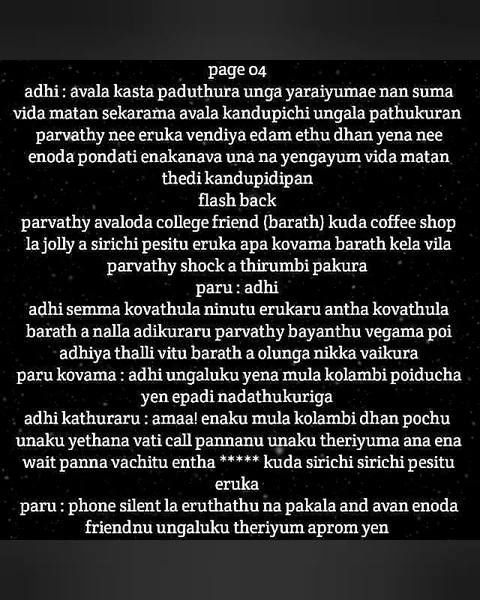 page 04
adhi : avala kasta paduthura unga yaraiyumae nan suma
vida matan sekarama avala kandupichi ungala pathukuran
parvathy nee eruka vendiya edam ethu dhan yena nee
enoda pondati enakanava una na yengayum vida matan
thedi kandupidipan
flash back
parvathy avaloda college friend (barath) kuda coffee shop
la jolly a sirichi pesitu eruka apa kovama barath kela vila
parvathy shock a thirumbi pakura
paru : adhi
adhi semma kovathula ninutu erukaru antha kovathula
barath a nalla adikuraru parvathy bayanthu vegama poi
adhiya thalli vitu barath a olunga nikka vaikura
paru kovama : adhi ungaluku yena mula kolambi poiducha
yen epadi nadathukuriga
adhi kathuraru : amaa! enaku mula kolambi dhan pochu
unaku yethana vati call pannanu unaku theriyuma ana ena
wait panna vachitu entha ***** kuda sirichi sirichi pesitu
eruka
paru : phone silent la eruthathu na pakala and avan enoda
friendnu ungaluku theriyum aprom yen